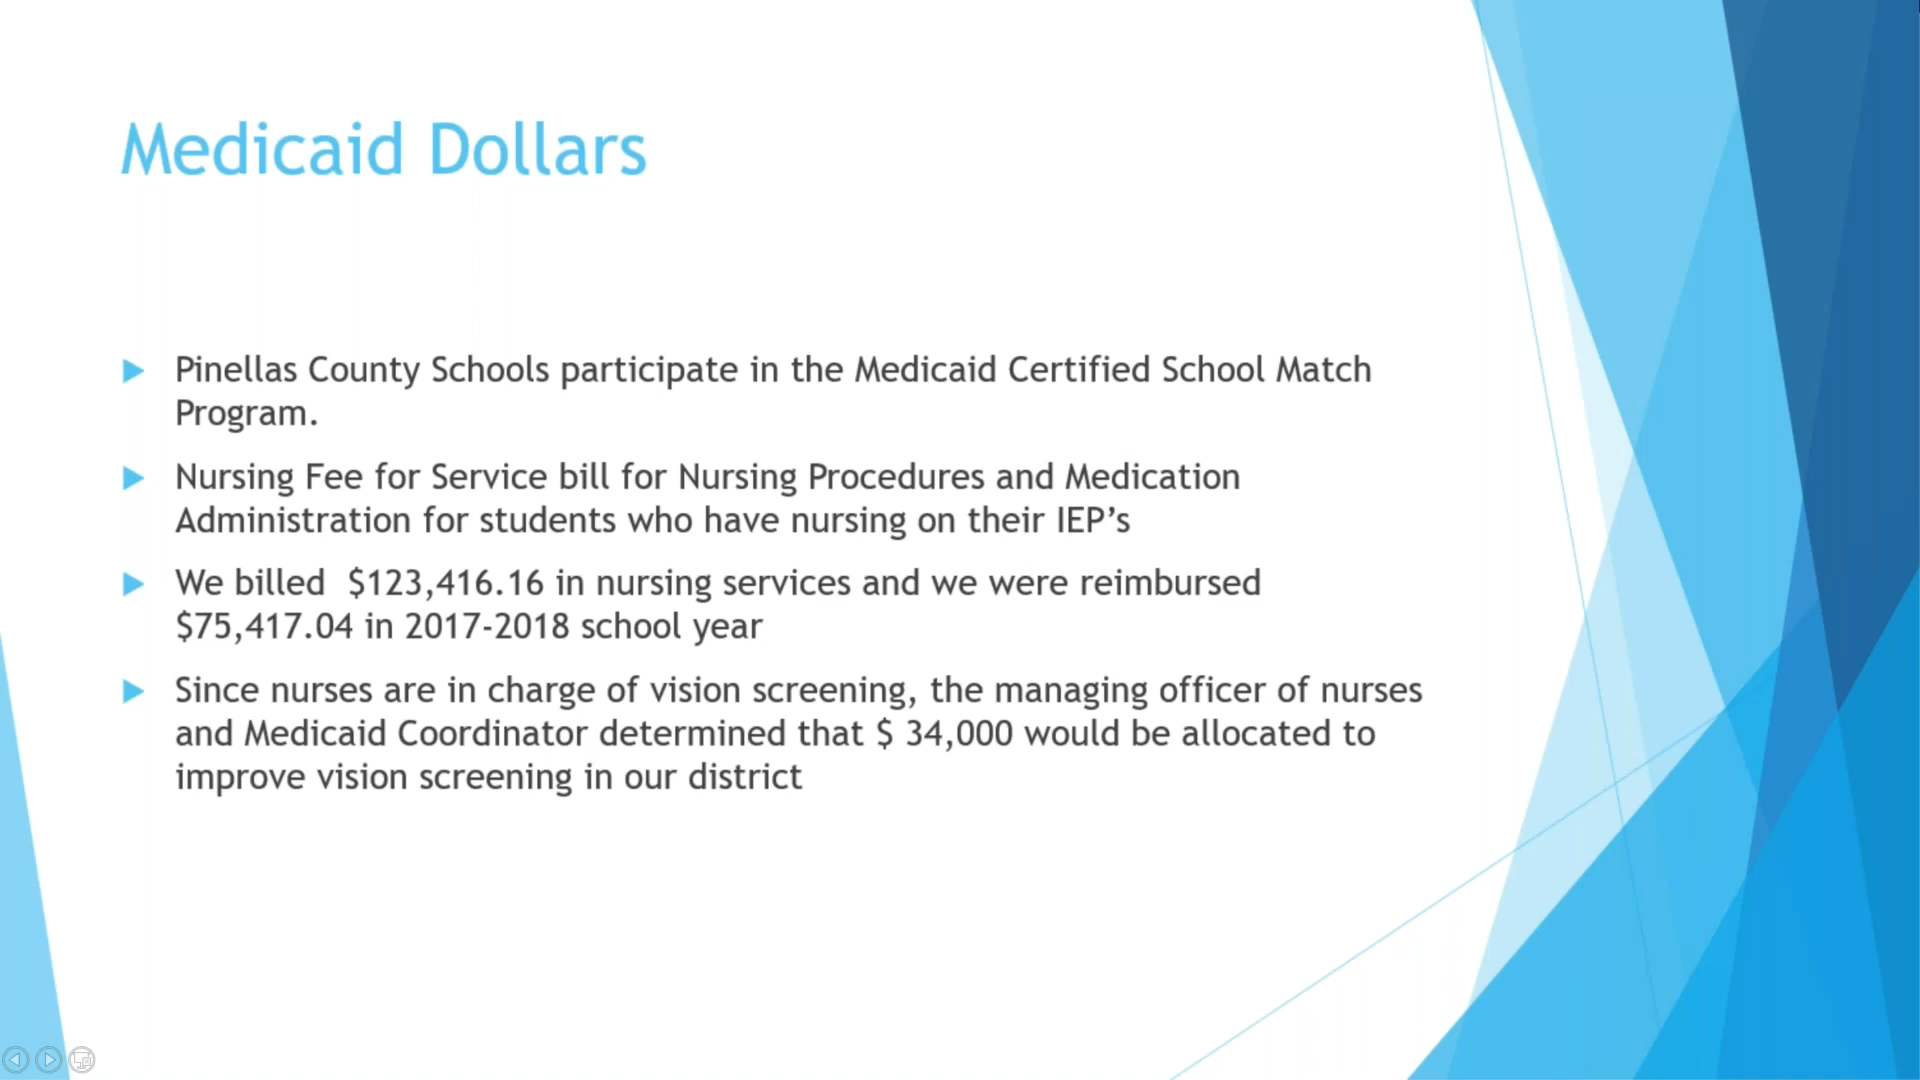 Medicaid Dollars
Pinellas County Schools participate in the Medicaid Certified School Match
Program.
Nursing Fee for Service bill for Nursing Procedures and Medication
Administration for students who have nursing on their IEP’s
We billed  $123,416.16 in nursing services and we were reimbursed
$75,417.04 in 2017-2018 school year
Since nurses are in charge of vision screening, the managing officer of nurses
and Medicaid Coordinator determined that $ 34,000 would be allocated to
improve vision screening in our district